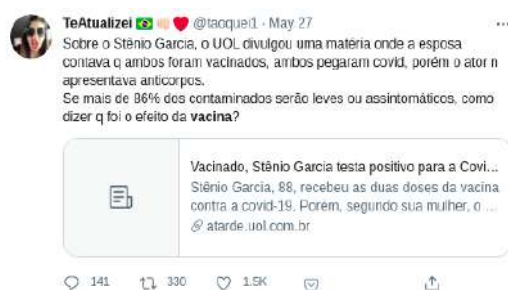 TeAtualizei 🇧🇷 👊🏻 ❤️ @taoquei1 · May 27
Sobre o Stênio Garcia, o UOL divulgou uma matéria onde a esposa
contava q ambos foram vacinados, ambos pegaram covid, porém o ator n
apresentava anticorpos.
Se mais de 86% dos contaminados serão leves ou assintomáticos, como
dizer q foi o efeito da vacina?
Vacinado, Stênio Garcia testa positivo para a Covi...
Stênio Garcia, 88, recebeu as duas doses da vacina
contra a covid-19. Porém, segundo sua mulher, o ...
atarde.uol.com.br
141 330 1.5K